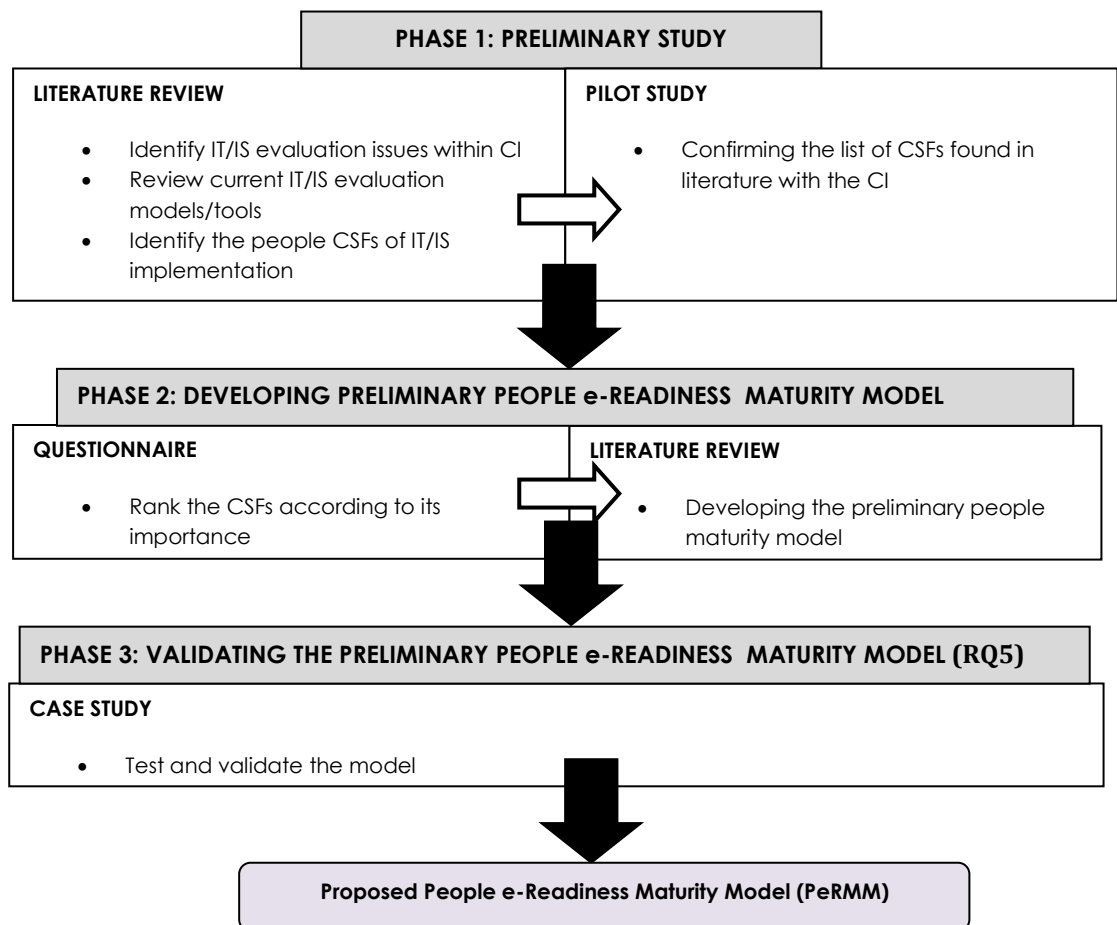 PHASE 1: PRELIMINARY STUDY
LITERATURE REVIEW
• Identify IT/IS evaluation issues within CI
• Review current IT/IS evaluation
models/tools
• Identify the people CSFs of IT/IS
implementation
PILOT STUDY
• Confirming the list of CSFs found in
literature with the CI
PHASE 2: DEVELOPING PRELIMINARY PEOPLE e-READINESS MATURITY MODEL
QUESTIONNAIRE
• Rank the CSFs according to its
importance
LITERATURE REVIEW
• Developing the preliminary people
maturity model
PHASE 3: VALIDATING THE PRELIMINARY PEOPLE e-READINESS MATURITY MODEL (RQ5)
CASE STUDY
• Test and validate the model
Proposed People e-Readiness Maturity Model (PeRMM)